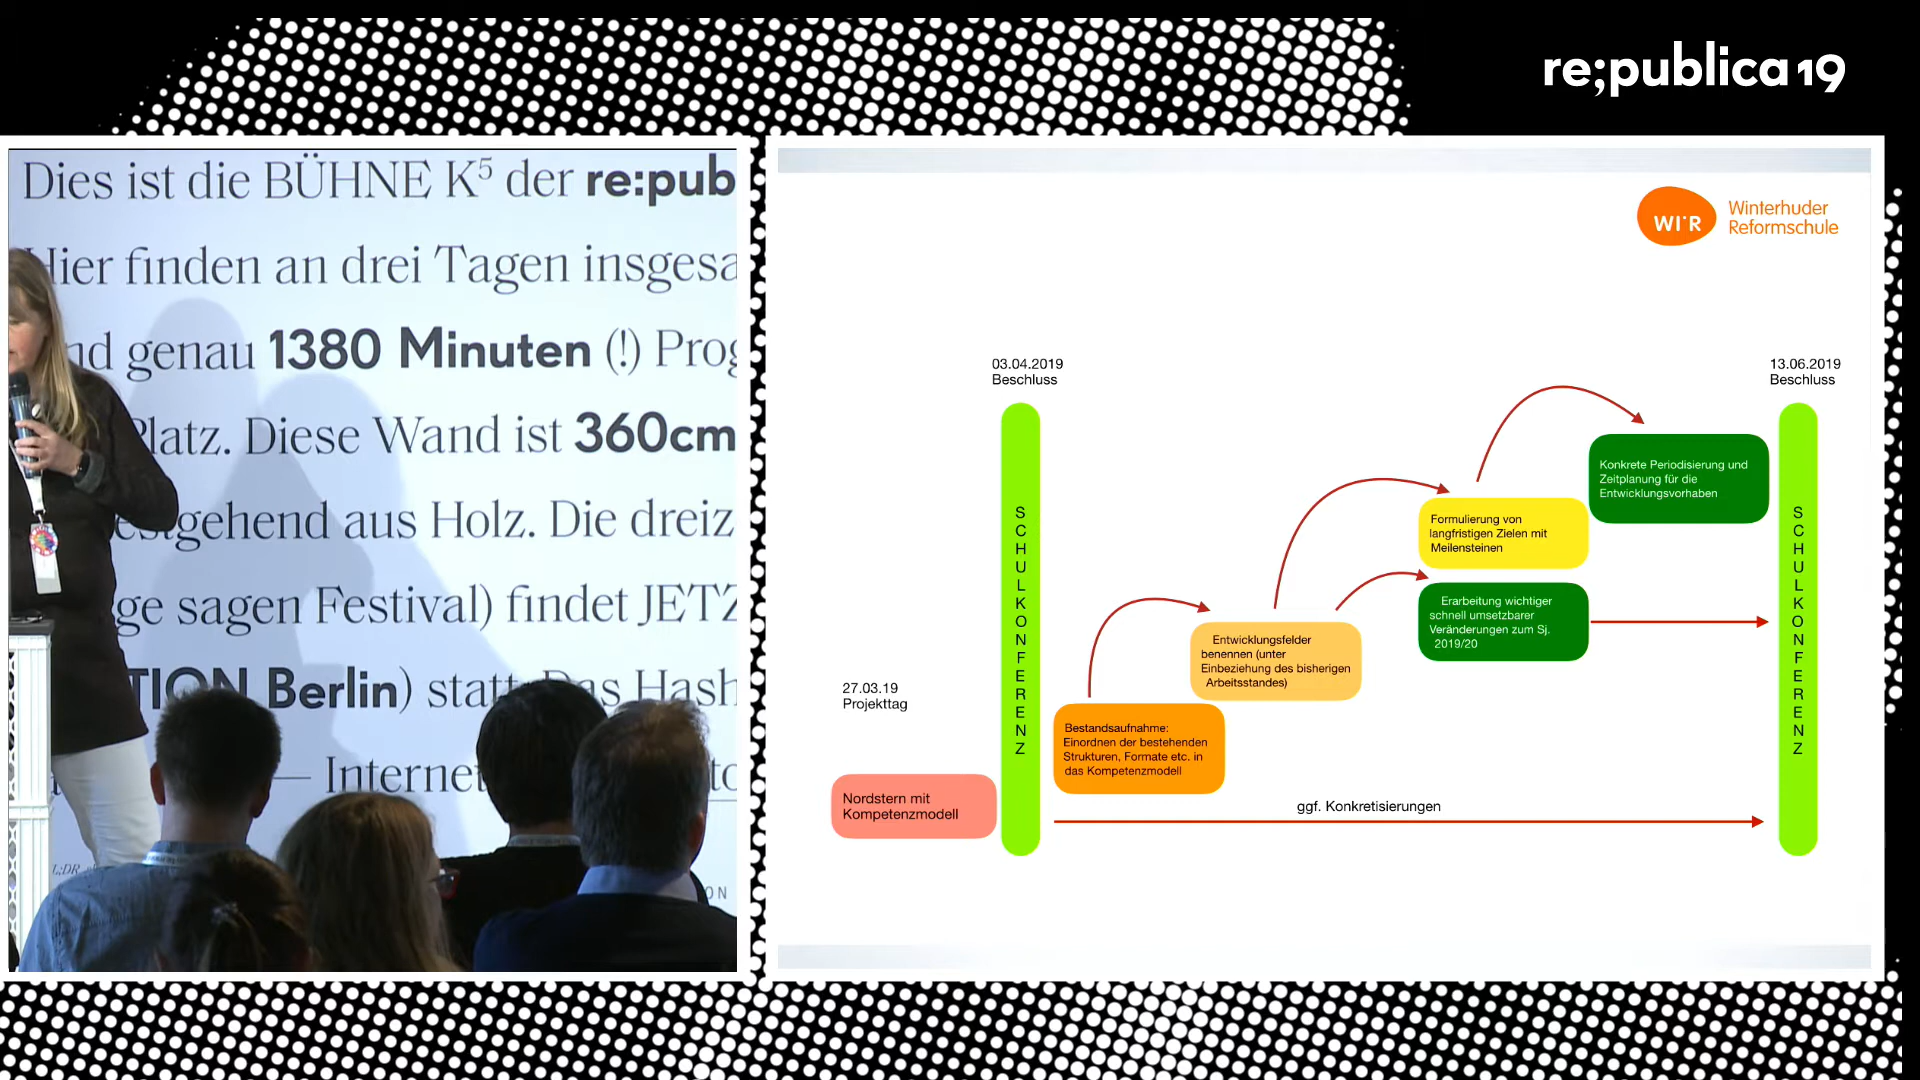 re;publica 19
Dies ist die BÜHNE K⁵ der re:pub
Hier finden an drei Tagen insgesa
nd genau 1380 Minuten (!) Prog
Platz. Diese Wand ist 360cm
gehend aus Holz. Die dreiz
ge sagen Festival) findet JETZ
TION Berlin) statt. Das Hash
— Interne
WI·R
Winterhuder
Reformschule
03.04.2019
Beschluss
13.06.2019
Beschluss
SCHULKONFERENZ
SCHULKONFERENZ
Konkrete Periodisierung und
Zeitplanung für die
Entwicklungsvorhaben
Formulierung von
langfristigen Zielen mit
Meilensteinen
Erarbeitung wichtiger
schnell umsetzbarer
Veränderungen zum Sj.
2019/20
Entwicklungsfelder
benennen (unter
Einbeziehung des bisherigen
Arbeitsstandes)
27.03.19
Projekttag
Bestandsaufnahme:
Einordnen der bestehenden
Strukturen, Formate etc. in
das Kompetenzmodell
Nordstern mit
Kompetenzmodell
ggf. Konkretisierungen